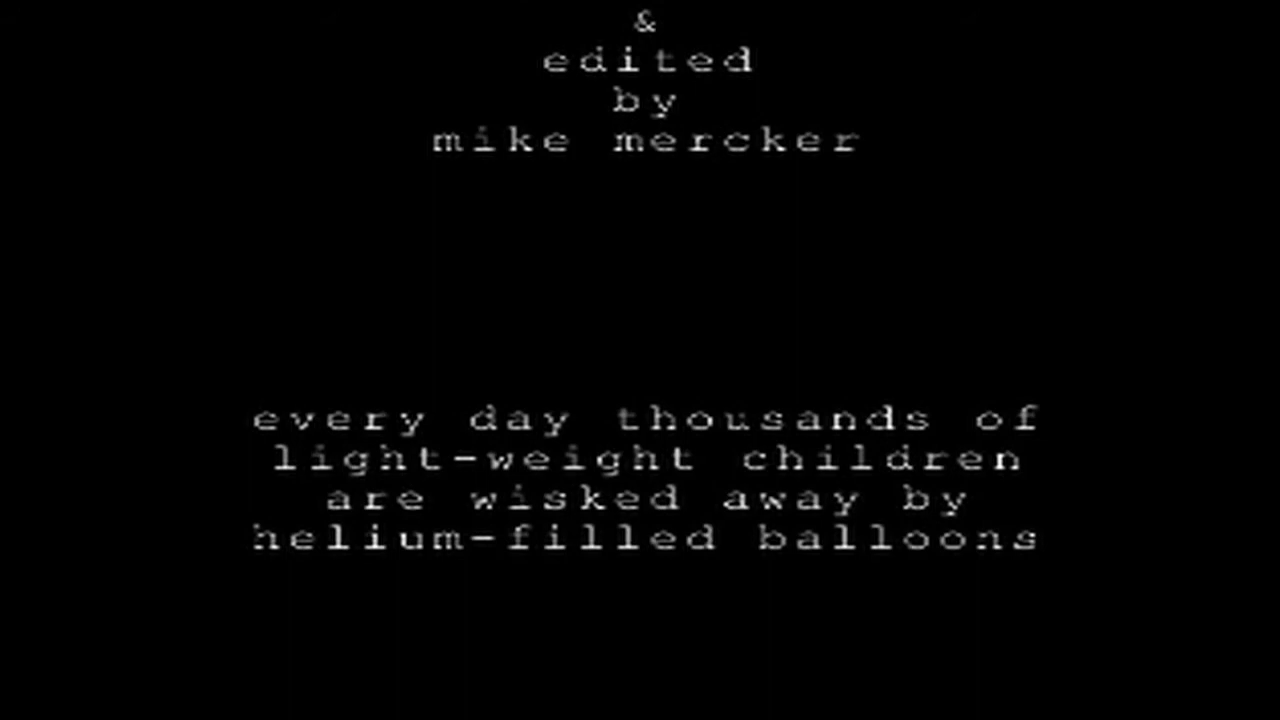 &
edited
by
mike mercker
every day thousands of
light-weight children
are wisked away by
helium-filled balloons